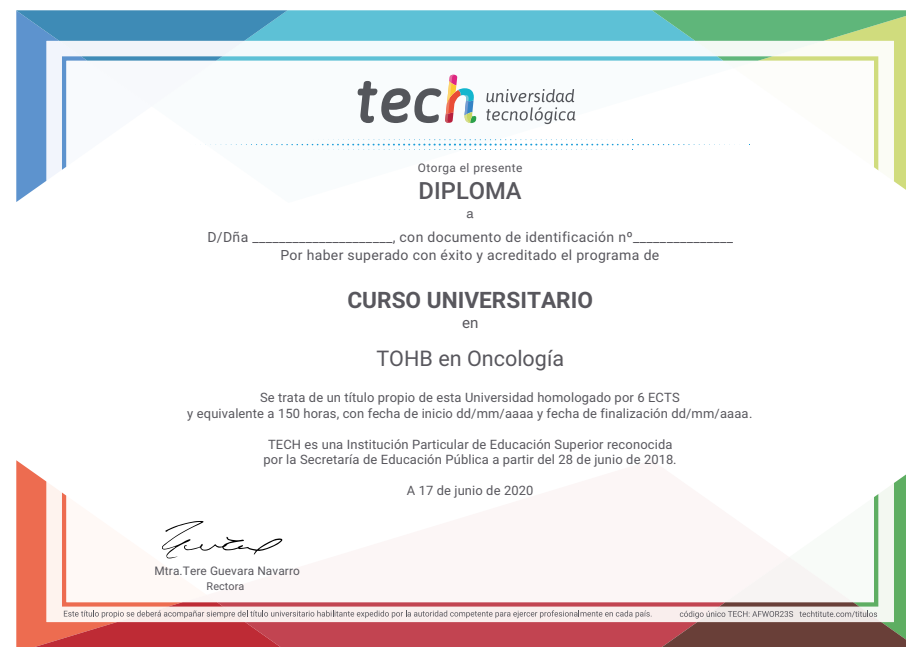 tech universidad
tecnológica
Otorga el presente
DIPLOMA
a
D/Dña _____________________, con documento de identificación nº_______________
Por haber superado con éxito y acreditado el programa de
CURSO UNIVERSITARIO
en
TOHB en Oncología
Se trata de un título propio de esta Universidad homologado por 6 ECTS
y equivalente a 150 horas, con fecha de inicio dd/mm/aaaa y fecha de finalización dd/mm/aaaa.
TECH es una Institución Particular de Educación Superior reconocida
por la Secretaría de Educación Pública a partir del 28 de junio de 2018.
A 17 de junio de 2020
Mtra.Tere Guevara Navarro
Rectora
Este título propio se deberá acompañar siempre del título universitario habilitante expedido por la autoridad competente para ejercer profesionalmente en cada país. código único TECH: AFWOR23S techtitute.com/títulos